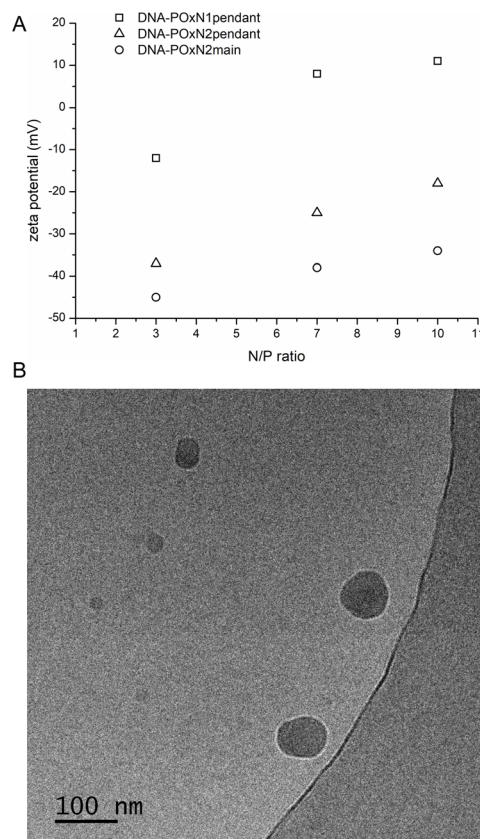 A
DNA-POxN1pendant
DNA-POxN2pendant
DNA-POxN2main
20
10
0
-10
-20
-30
-40
-50
zeta potential (mV)
1 2 3 4 5 6 7 8 9 10 11
N/P ratio
B
100 nm